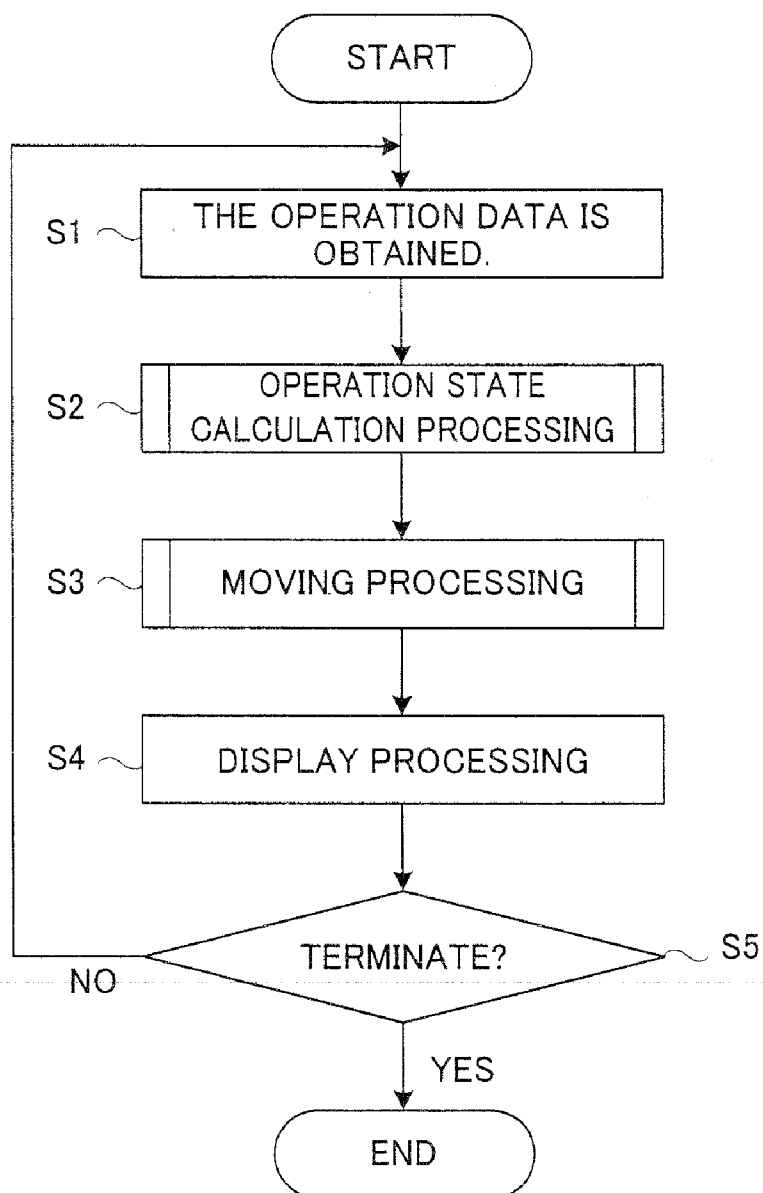 START
S1
THE OPERATION DATA IS
OBTAINED.
S2
OPERATION STATE
CALCULATION PROCESSING
S3
MOVING PROCESSING
S4
DISPLAY PROCESSING
TERMINATE?
S5
NO
YES
END